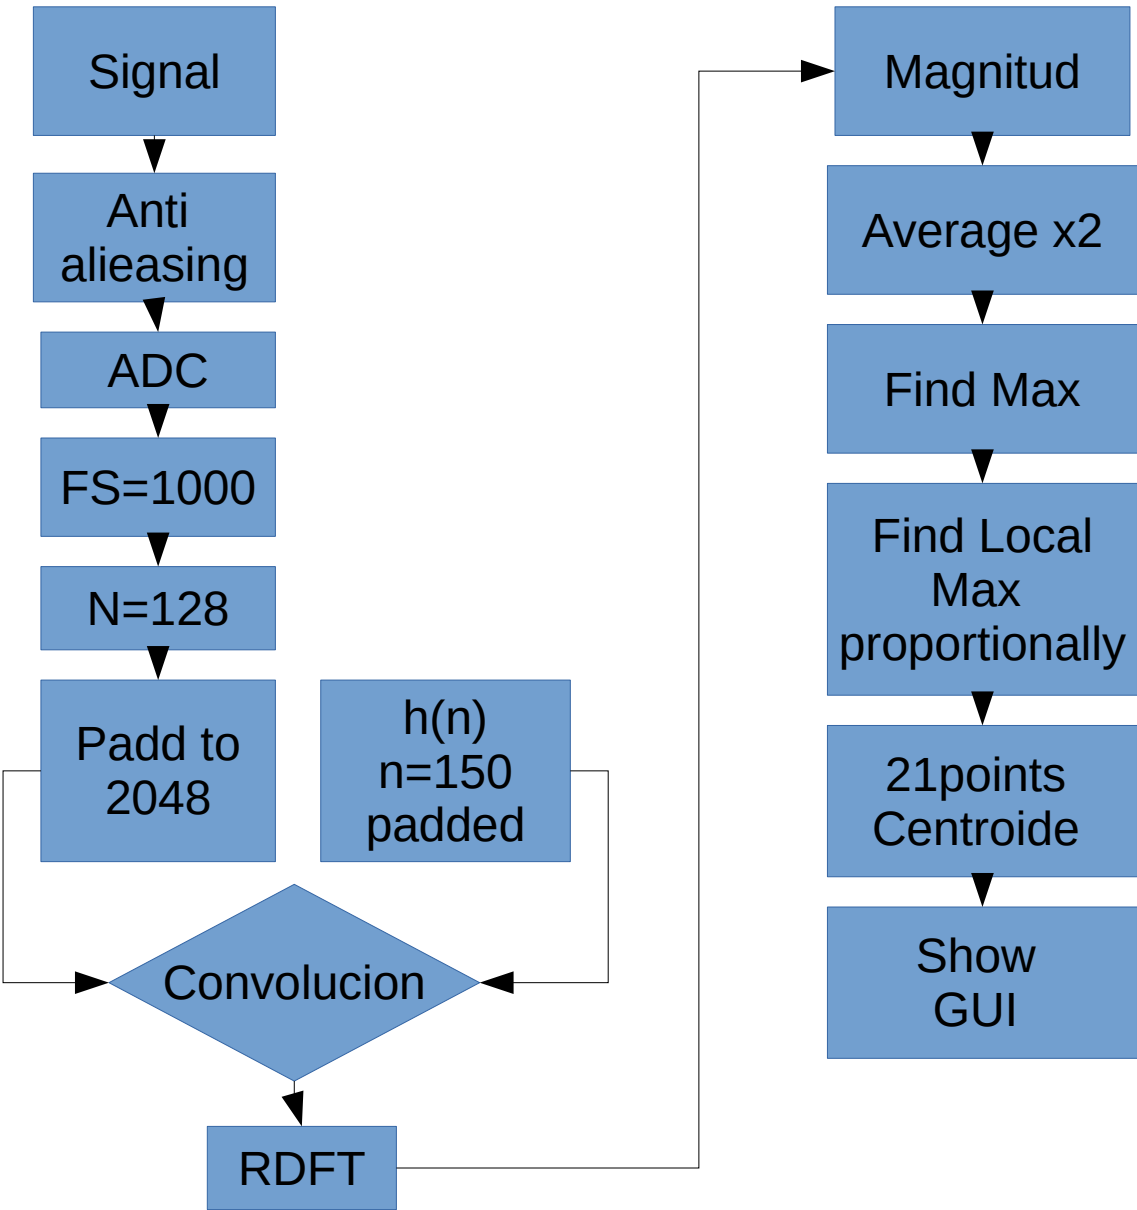 Signal
Anti
alieasing
ADC
FS=1000
N=128
Padd to
2048
h(n)
n=150
padded
Convolucion
RDFT
Magnitud
Average x2
Find Max
Find Local
Max
proportionally
21points
Centroide
Show
GUI